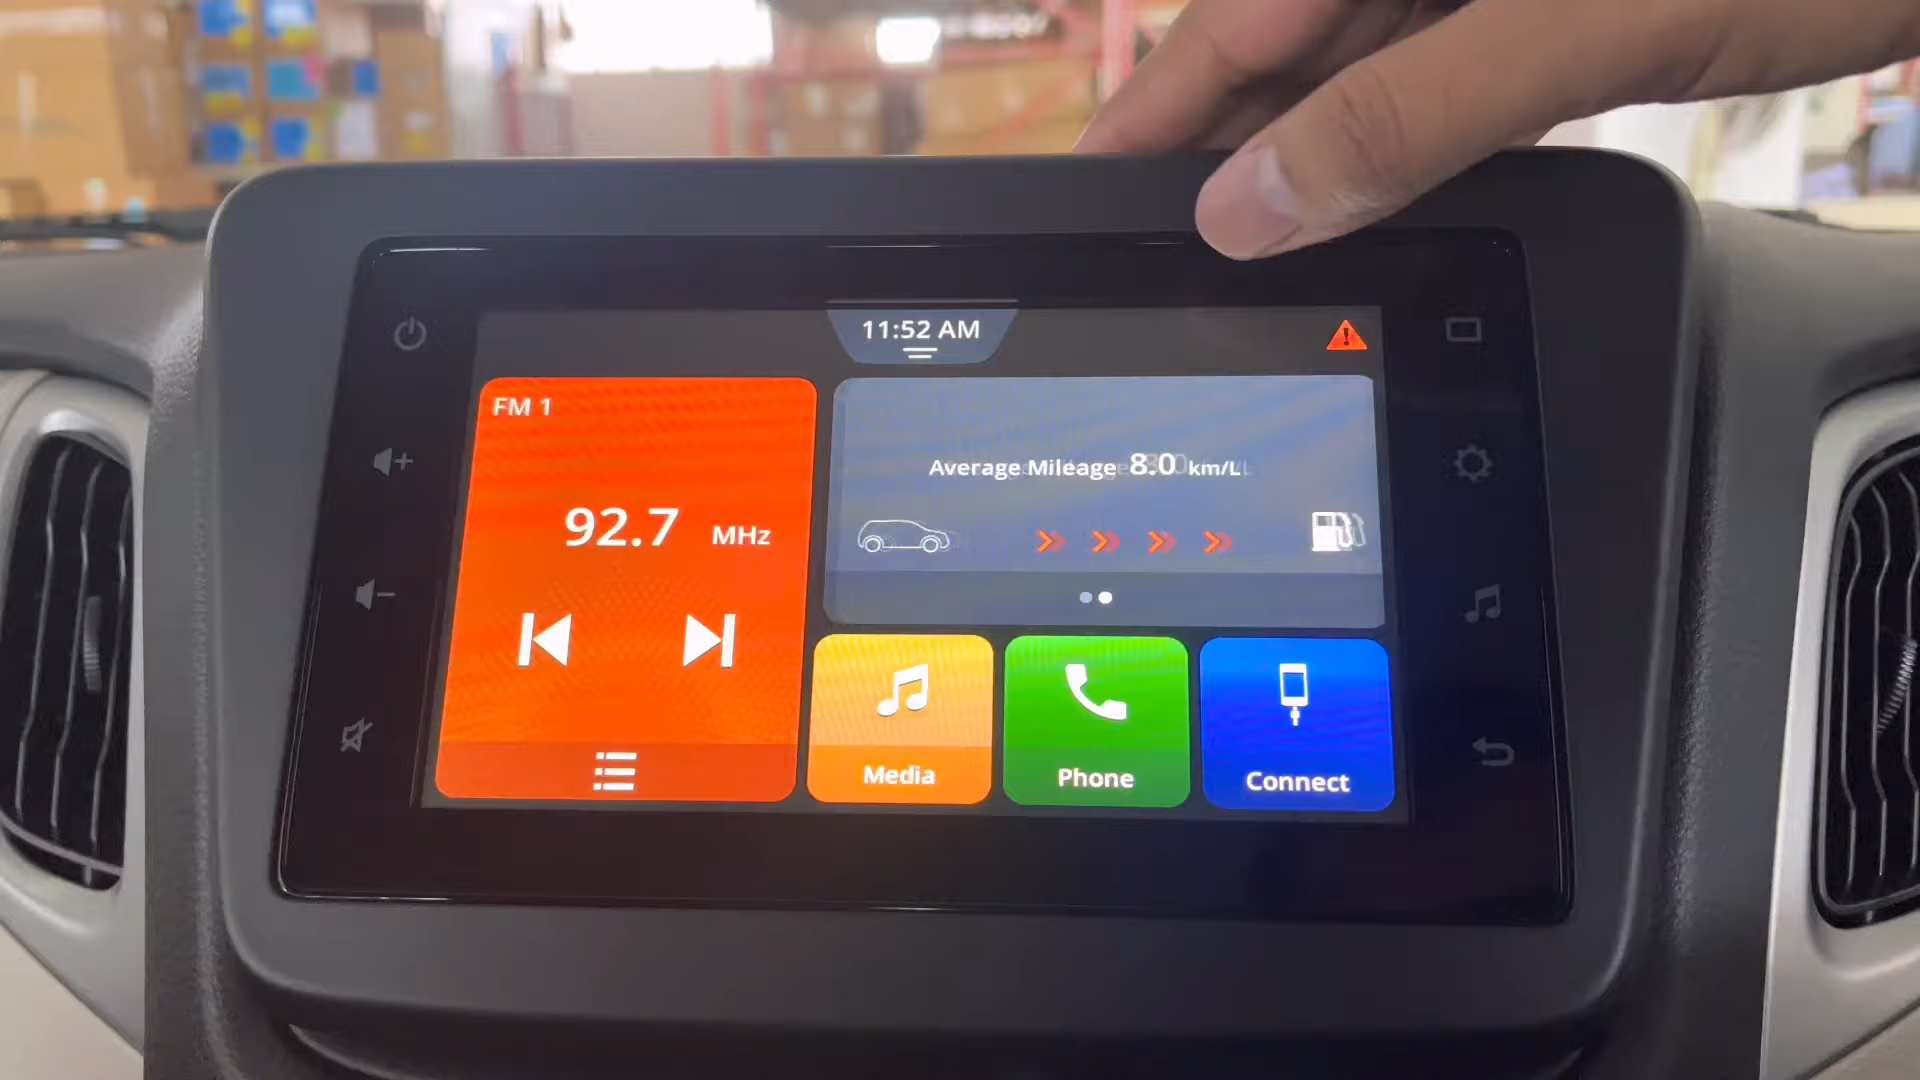 11:52 AM
FM 1
92.7 MHz
Average Mileage 8.0 km/L
Media
Phone
Connect